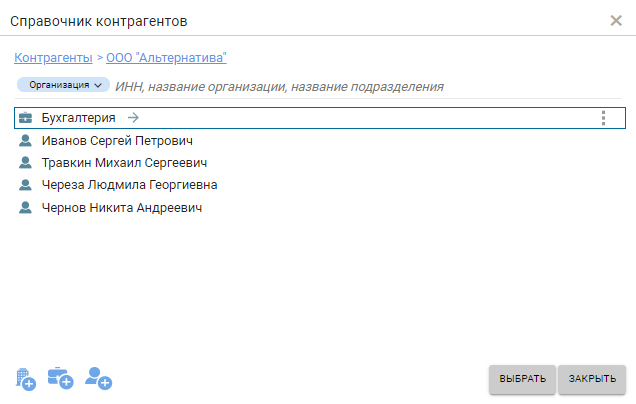 Справочник контрагентов
Контрагенты > ООО "Альтернатива"
Организация ИНН, название организации, название подразделения
Бухгалтерия
Иванов Сергей Петрович
Травкин Михаил Сергеевич
Череза Людмила Георгиевна
Чернов Никита Андреевич
ВЫБРАТЬ ЗАКРЫТЬ